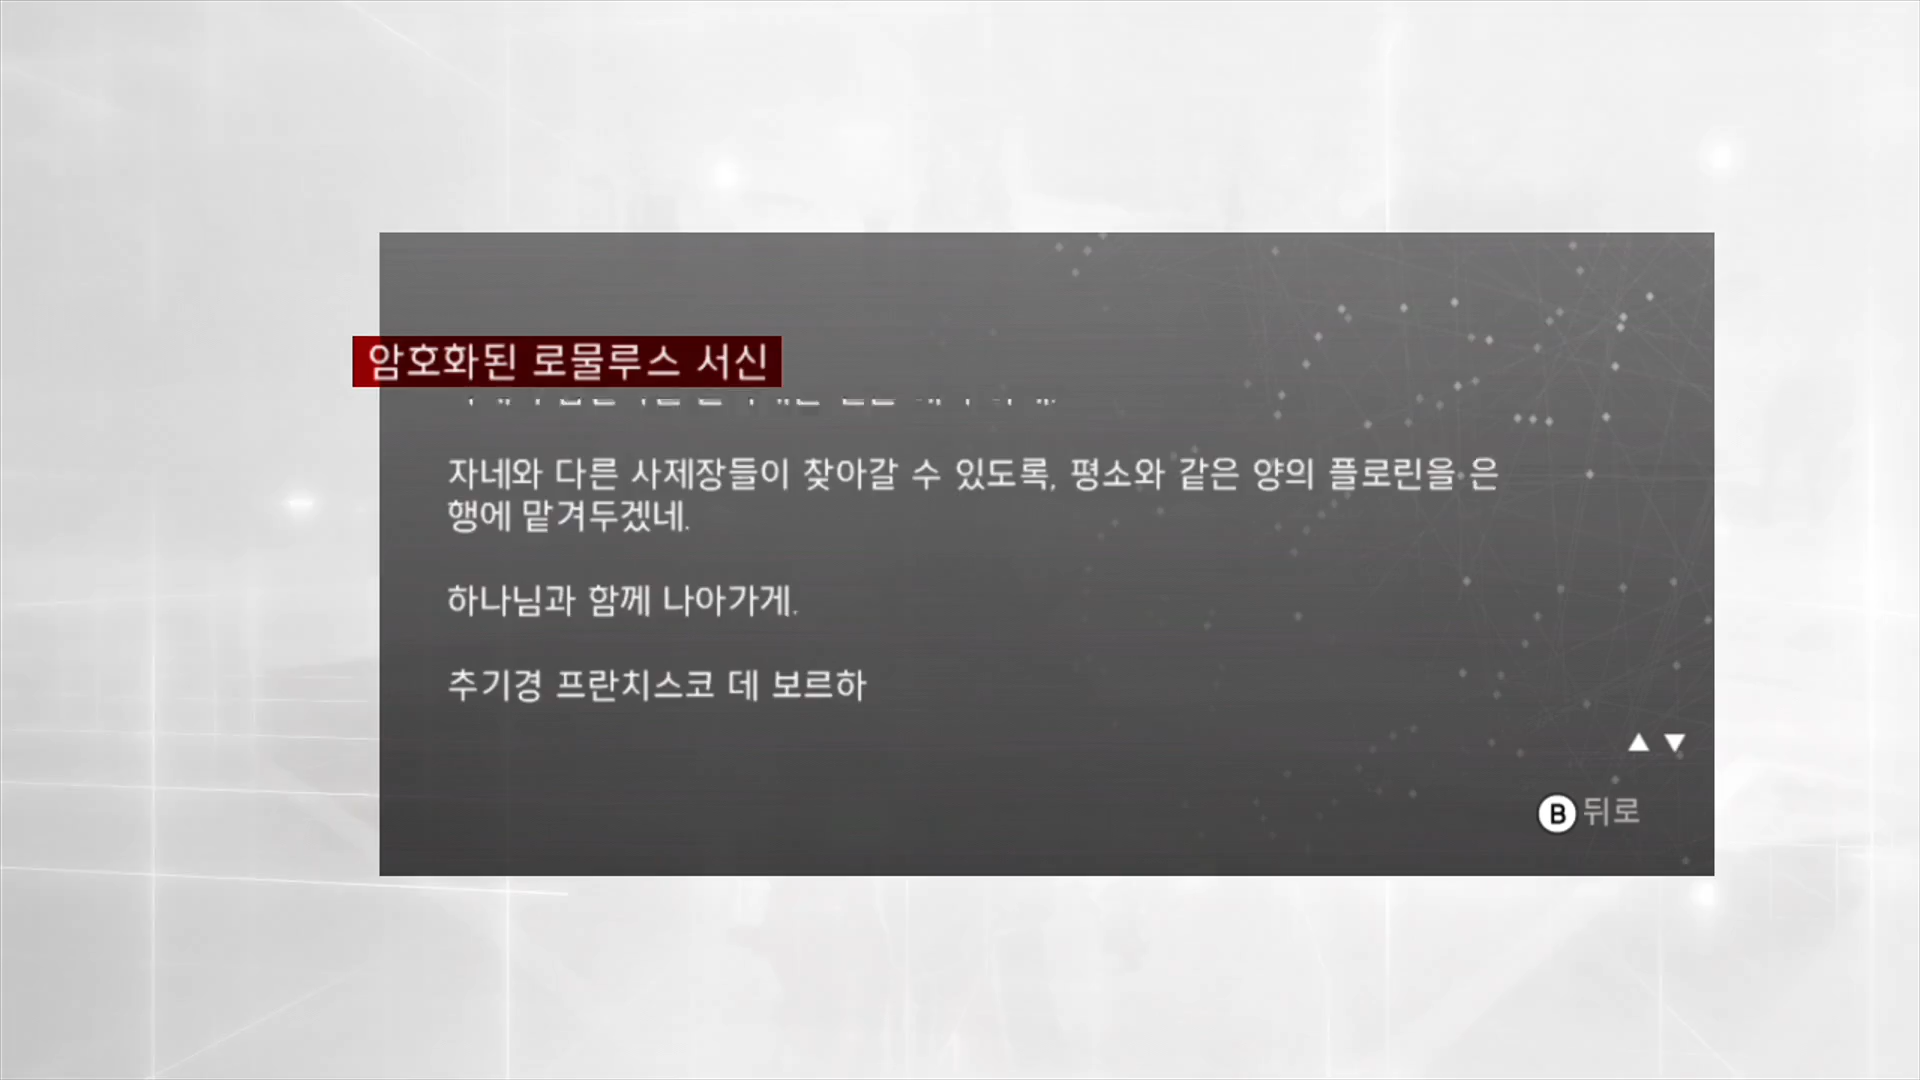 암호화된 로물루스 서신
자네와 다른 사제장들이 찾아갈 수 있도록, 평소와 같은 양의 플로린을 은
행에 맡겨두겠네.
하나님과 함께 나아가게.
추기경 프란치스코 데 보르하
B 뒤로